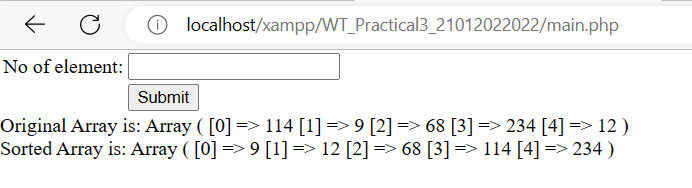 localhost/xampp/WT_Practical3_21012022022/main.php
No of element:
Submit
Original Array is: Array ( [0] => 114 [1] => 9 [2] => 68 [3] => 234 [4] => 12 )
Sorted Array is: Array ( [0] => 9 [1] => 12 [2] => 68 [3] => 114 [4] => 234 )